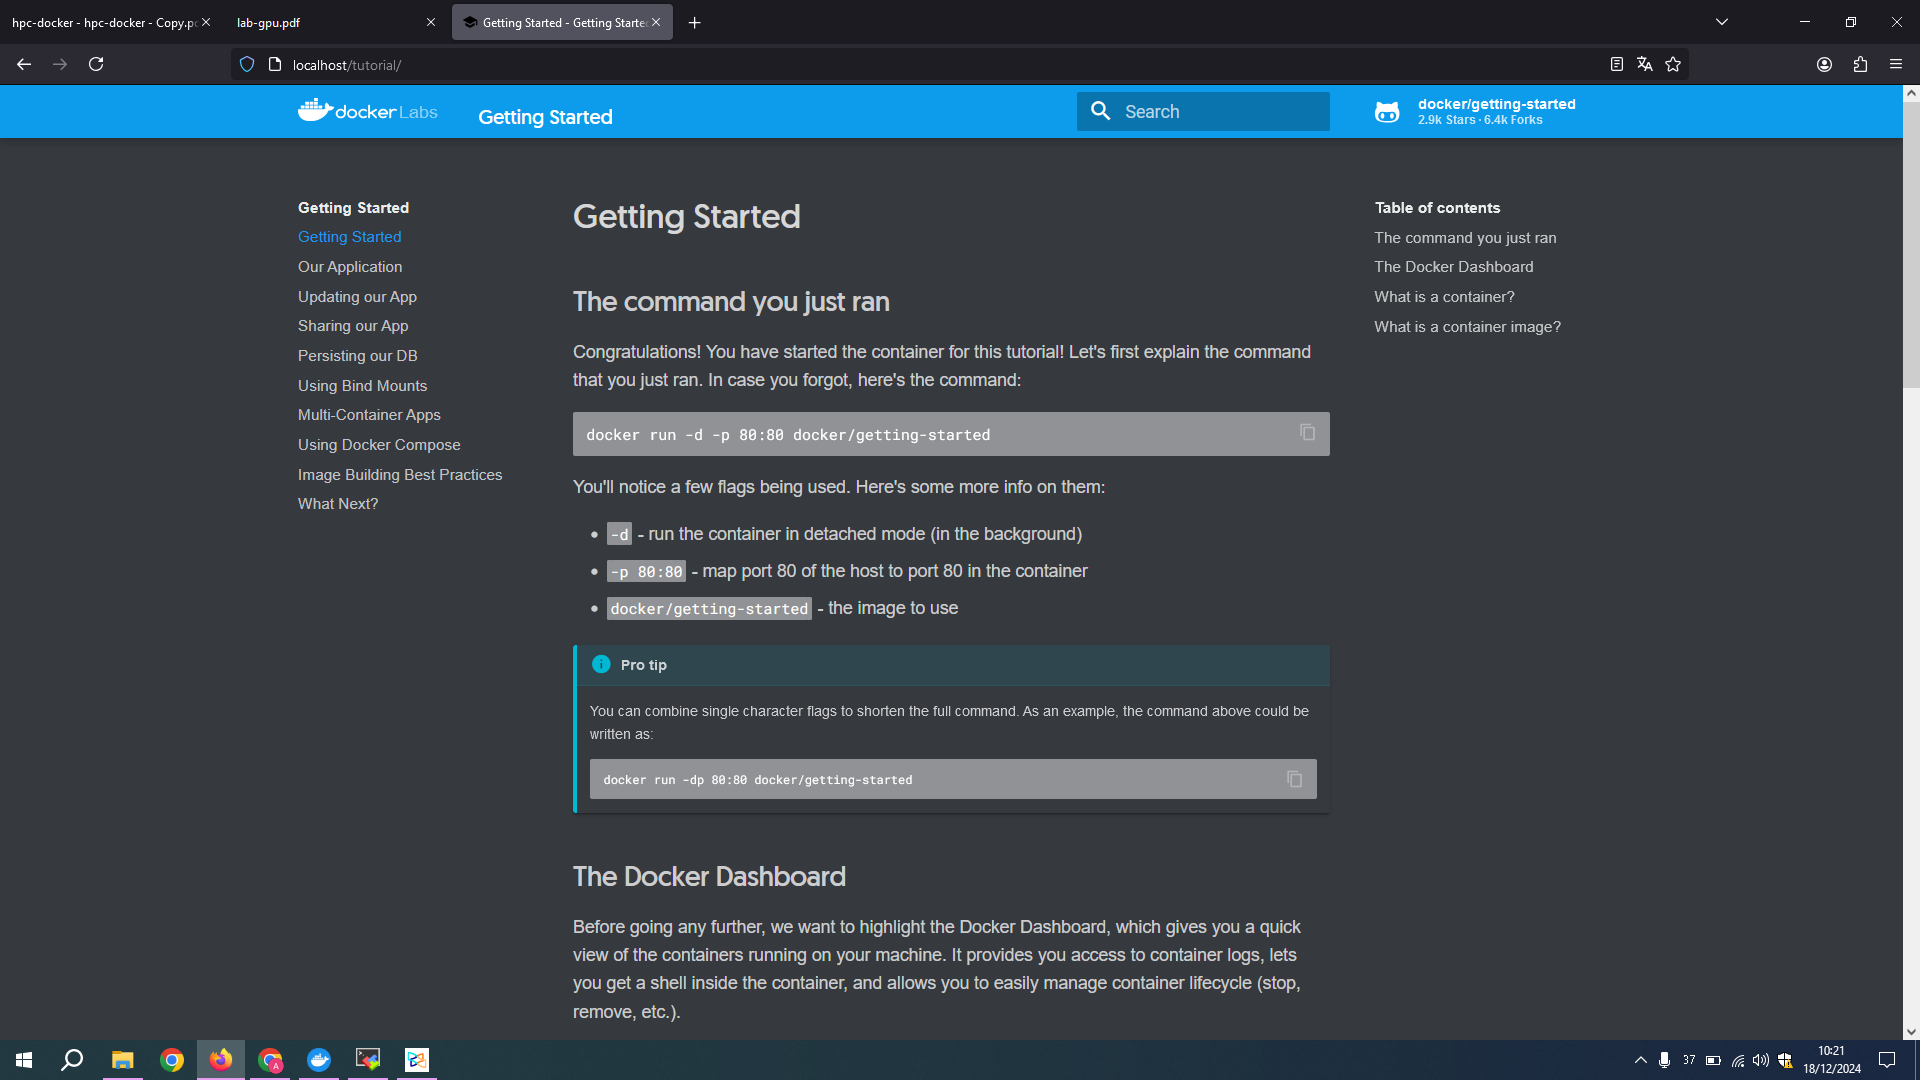 hpc-docker - hpc-docker - Copy.pd
lab-gpu.pdf
Getting Started - Getting Starte
localhost/tutorial/
docker Labs
Getting Started
Search
docker/getting-started
2.9k Stars · 6.4k Forks
Getting Started
Getting Started
Our Application
Updating our App
Sharing our App
Persisting our DB
Using Bind Mounts
Multi-Container Apps
Using Docker Compose
Image Building Best Practices
What Next?
Getting Started
The command you just ran
Congratulations! You have started the container for this tutorial! Let's first explain the command
that you just ran. In case you forgot, here's the command:
docker run -d -p 80:80 docker/getting-started
You'll notice a few flags being used. Here's some more info on them:
• -d - run the container in detached mode (in the background)
• -p 80:80 - map port 80 of the host to port 80 in the container
• docker/getting-started - the image to use
Pro tip
You can combine single character flags to shorten the full command. As an example, the command above could be
written as:
docker run -dp 80:80 docker/getting-started
The Docker Dashboard
Before going any further, we want to highlight the Docker Dashboard, which gives you a quick
view of the containers running on your machine. It provides you access to container logs, lets
you get a shell inside the container, and allows you to easily manage container lifecycle (stop,
remove, etc.).
Table of contents
The command you just ran
The Docker Dashboard
What is a container?
What is a container image?
A
37
10:21
18/12/2024